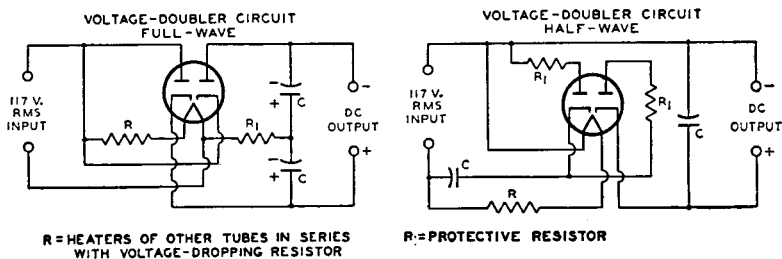 VOLTAGE-DOUBLER CIRCUIT
FULL-WAVE
117 V.
RMS
INPUT
R
R1
C
C
DC
OUTPUT
R = HEATERS OF OTHER TUBES IN SERIES
WITH VOLTAGE-DROPPING RESISTOR
VOLTAGE-DOUBLER CIRCUIT
HALF-WAVE
117 V.
RMS
INPUT
R1
R1
C
C
R
DC
OUTPUT
R = PROTECTIVE RESISTOR